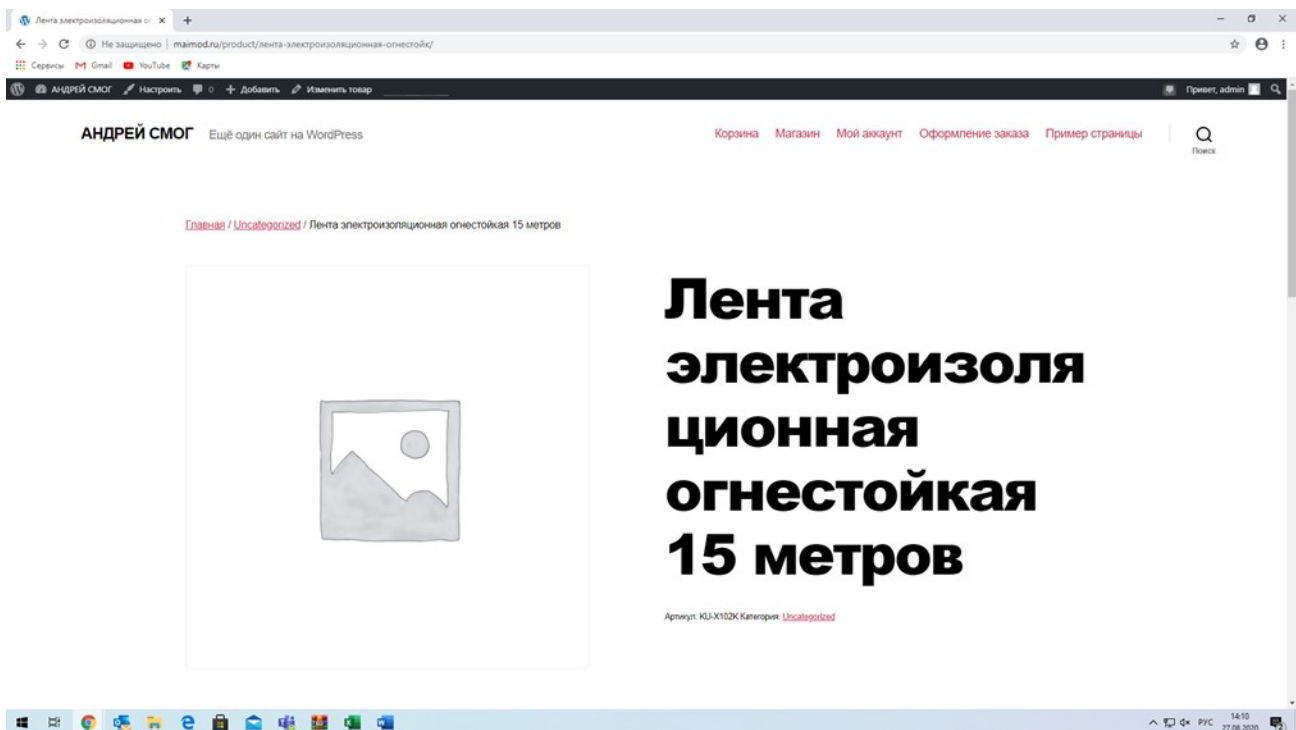 Лента электроизоляционная ог
Не защищено | maimod.ru/product/лента-электроизоляционная-огнестойк/
Сервисы Gmail YouTube Карты
АНДРЕЙ СМОГ Настроить 0 + Добавить Изменить товар Привет, admin
АНДРЕЙ СМОГ Ещё один сайт на WordPress Корзина Магазин Мой аккаунт Оформление заказа Пример страницы
Поиск
Главная / Uncategorized / Лента электроизоляционная огнестойкая 15 метров
Лента
электроизоля
ционная
огнестойкая
15 метров
Артикул: KU-X102K Категория: Uncategorized
РУС 14:10
27.08.2020